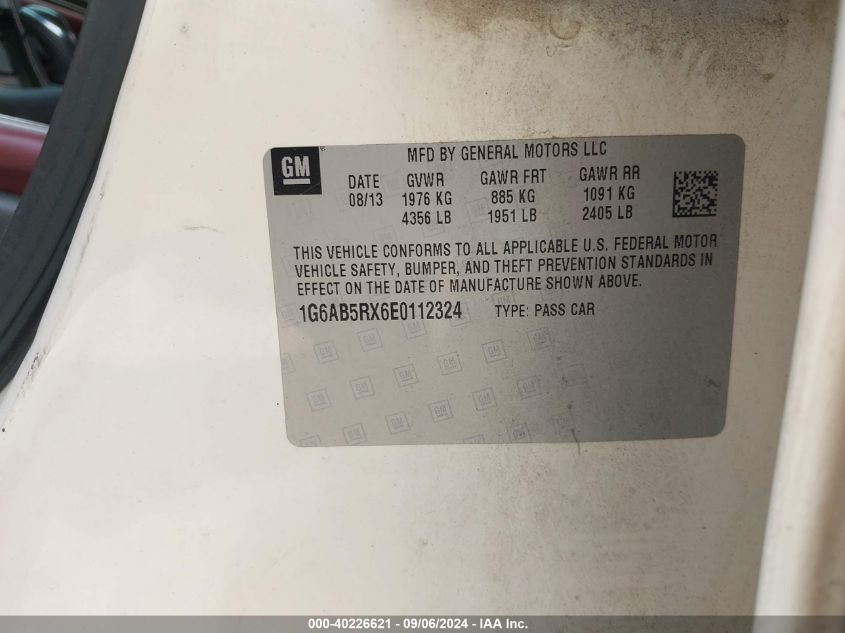 GM
MFD BY GENERAL MOTORS LLC
DATE GVWR GAWR FRT GAWR RR
08/13 1976 KG 885 KG 1091 KG
4356 LB 1951 LB 2405 LB
THIS VEHICLE CONFORMS TO ALL APPLICABLE U.S. FEDERAL MOTOR
VEHICLE SAFETY, BUMPER, AND THEFT PREVENTION STANDARDS IN
EFFECT ON THE DATE OF MANUFACTURE SHOWN ABOVE.
1G6AB5RX6E0112324 TYPE: PASS CAR
000-40226621 - 09/06/2024 - IAA Inc.